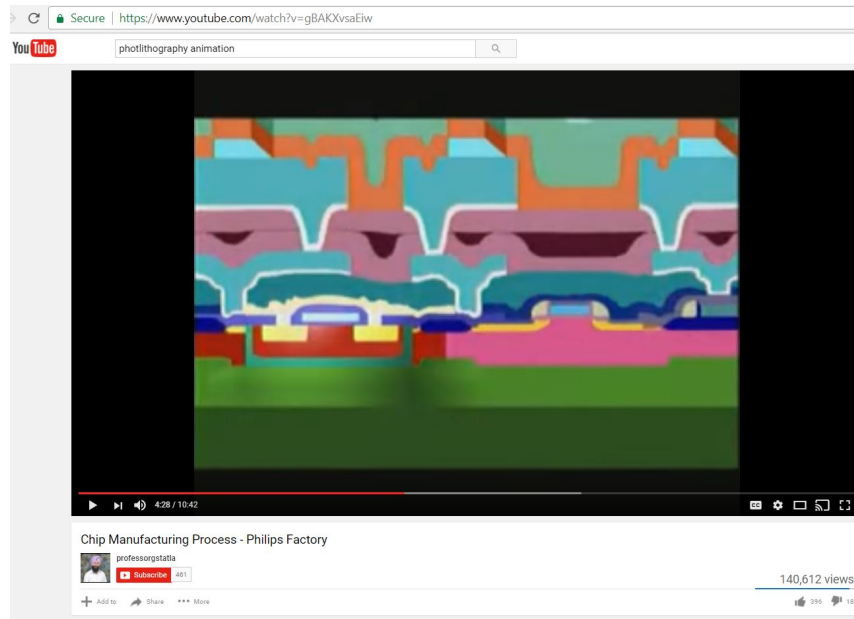 Secure | https://www.youtube.com/watch?v=gBAKXvsaEiw
YouTube
photlithography animation
4:28 / 10:42
CC
Chip Manufacturing Process - Philips Factory
professorgstatla
Subscribe 461
140,612 views
Add to Share More
396 18